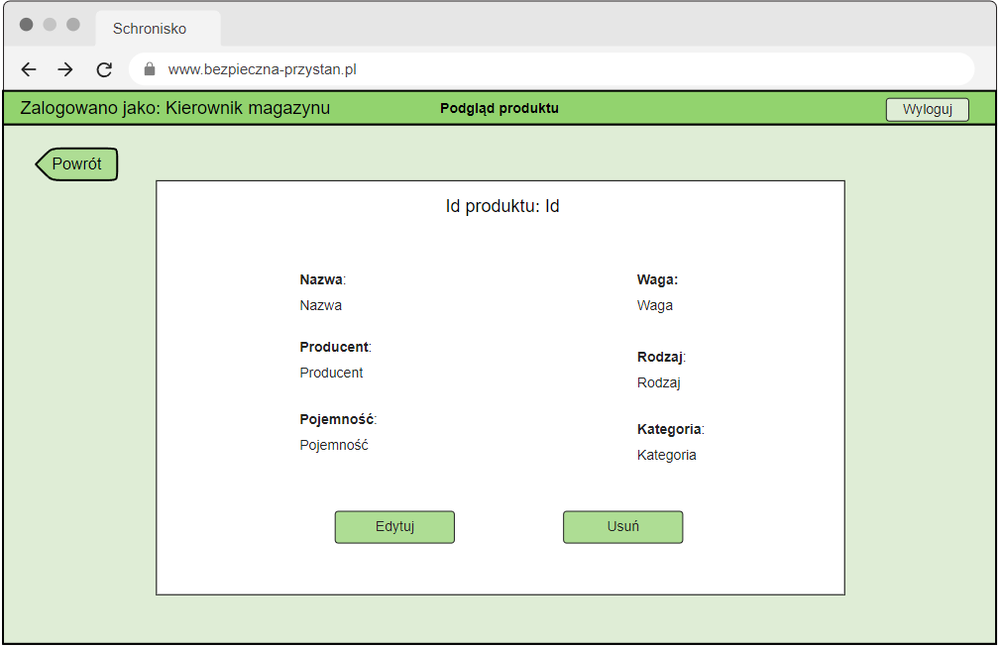 Schronisko
www.bezpieczna-przystan.pl
Zalogowano jako: Kierownik magazynu
Podgląd produktu
Wyloguj
Powrót
Id produktu: Id
Nazwa:
Nazwa
Producent:
Producent
Pojemność:
Pojemność
Waga:
Waga
Rodzaj:
Rodzaj
Kategoria:
Kategoria
Edytuj
Usuń